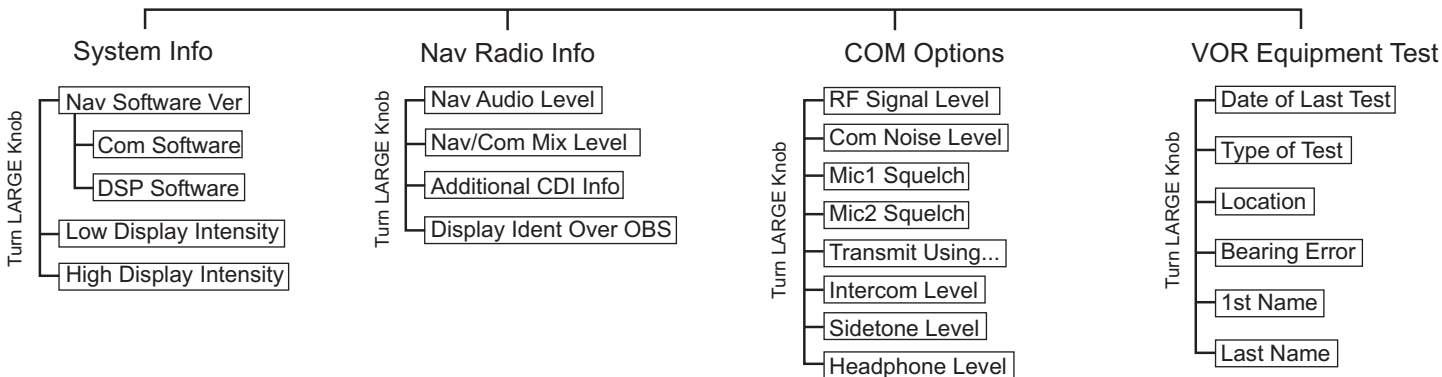 System Info
Turn LARGE Knob
Nav Software Ver
Com Software
DSP Software
Low Display Intensity
High Display Intensity
Nav Radio Info
Turn LARGE Knob
Nav Audio Level
Nav/Com Mix Level
Additional CDI Info
Display Ident Over OBS
COM Options
Turn LARGE Knob
RF Signal Level
Com Noise Level
Mic1 Squelch
Mic2 Squelch
Transmit Using...
Intercom Level
Sidetone Level
Headphone Level
VOR Equipment Test
Turn LARGE Knob
Date of Last Test
Type of Test
Location
Bearing Error
1st Name
Last Name